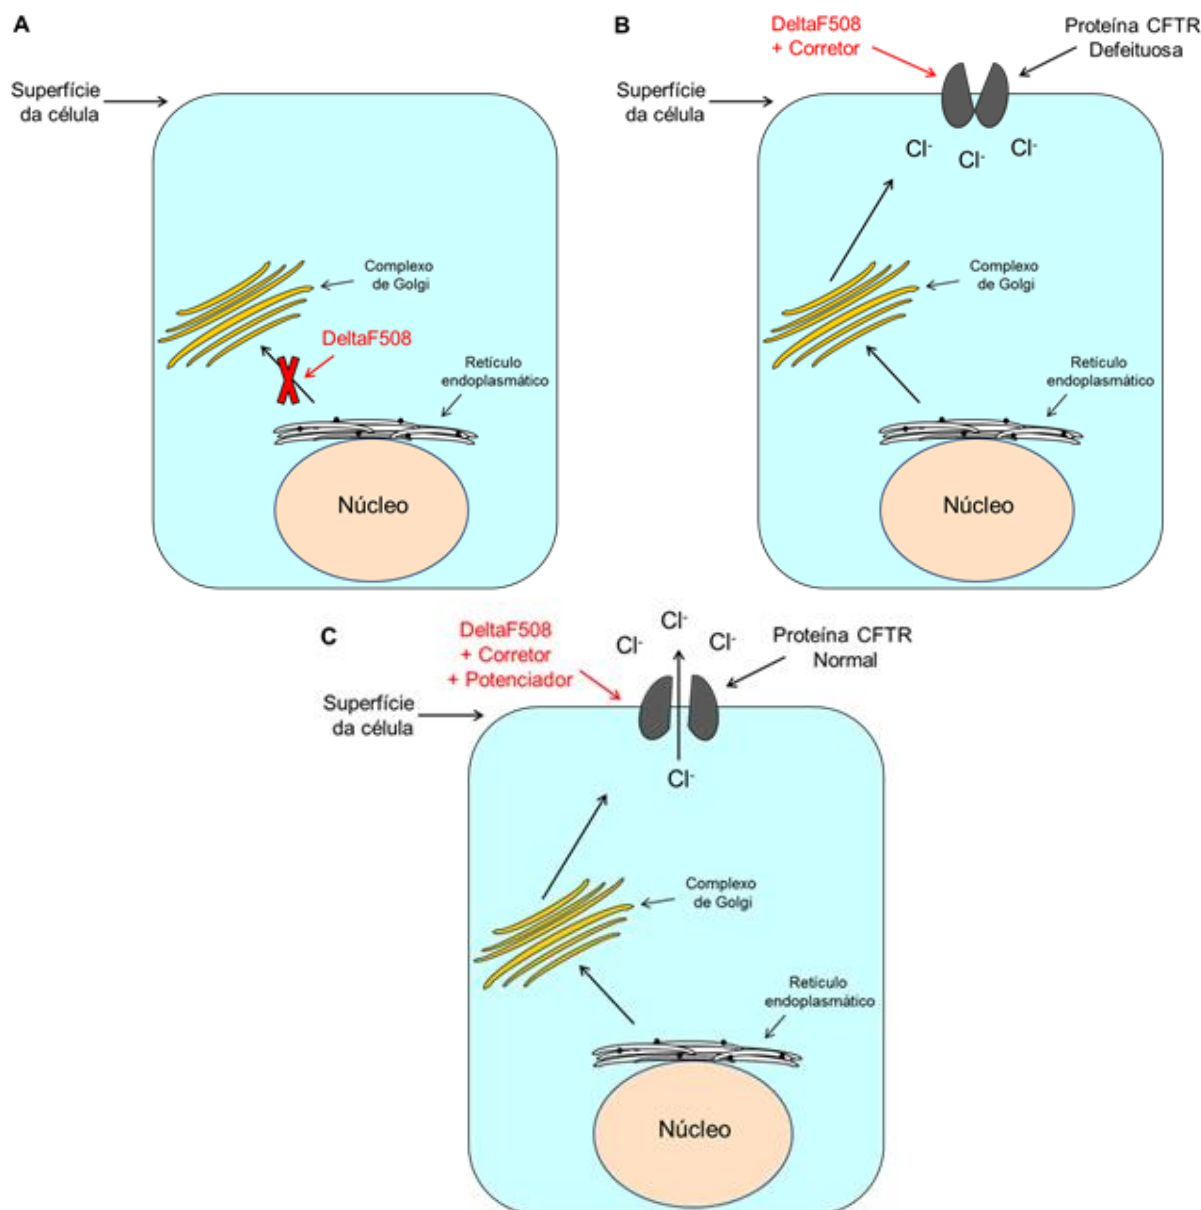 A
Superfície
da célula
Complexo
de Golgi
DeltaF508
Retículo
endoplasmático
Núcleo
B
DeltaF508
+ Corretor
Proteína CFTR
Defeituosa
Superfície
da célula
Cl-
Cl-
Cl-
Complexo
de Golgi
Retículo
endoplasmático
Núcleo
C
DeltaF508
+ Corretor
+ Potenciador
Cl-
Cl-
Cl-
Proteína CFTR
Normal
Superfície
da célula
Cl-
Complexo
de Golgi
Retículo
endoplasmático
Núcleo